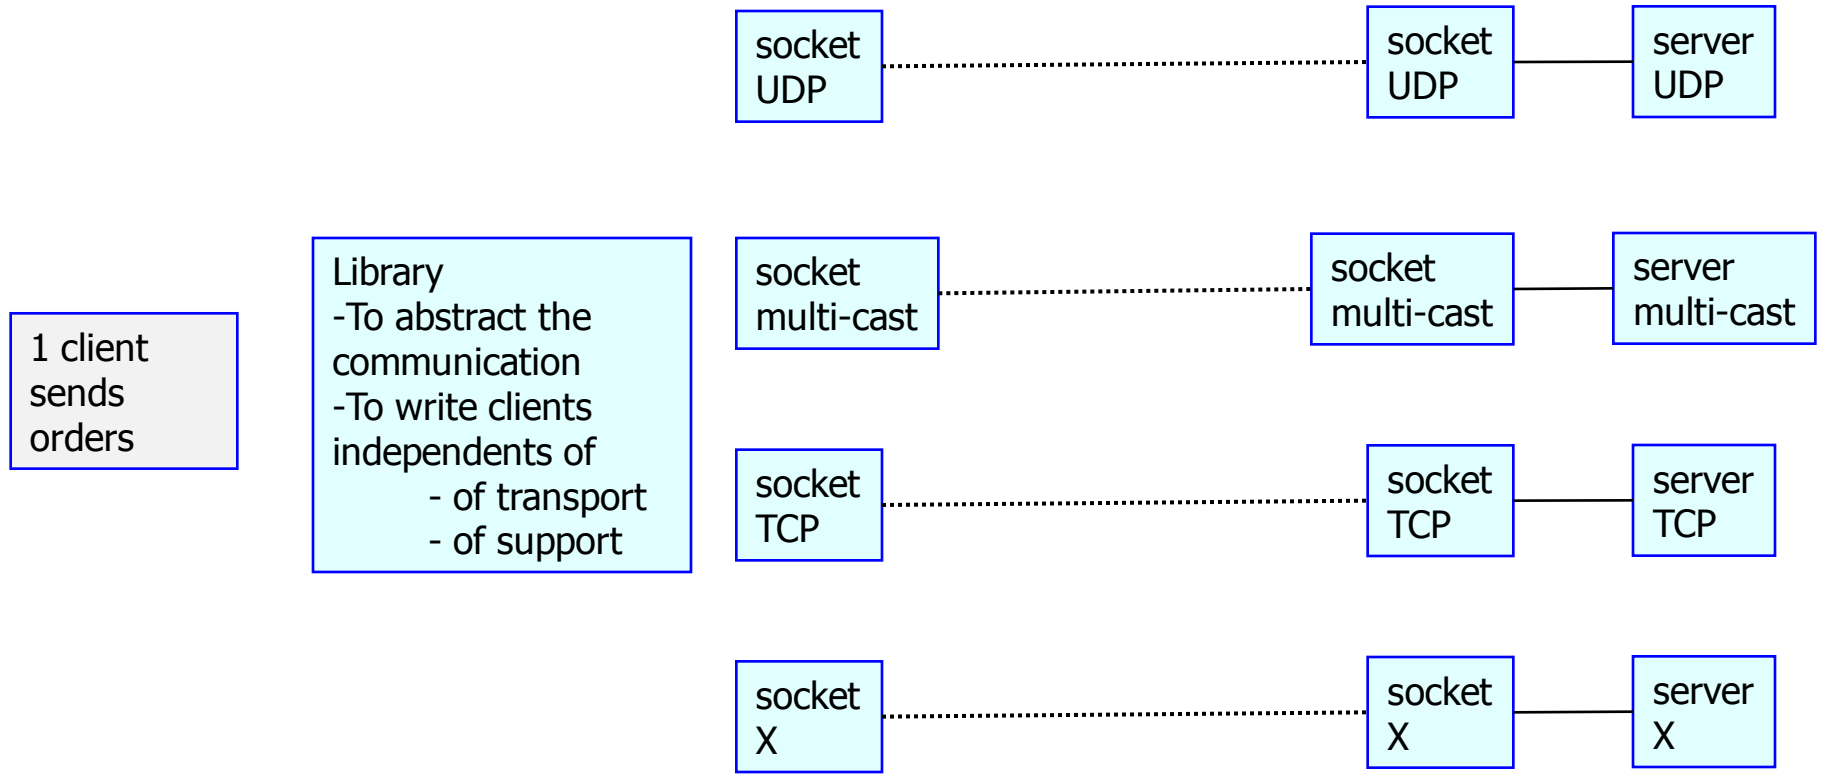 1 client
sends
orders
Library
-To abstract the
communication
-To write clients
independents of
- of transport
- of support
socket
UDP
socket
UDP
server
UDP
socket
multi-cast
socket
multi-cast
server
multi-cast
socket
TCP
socket
TCP
server
TCP
socket
X
socket
X
server
X